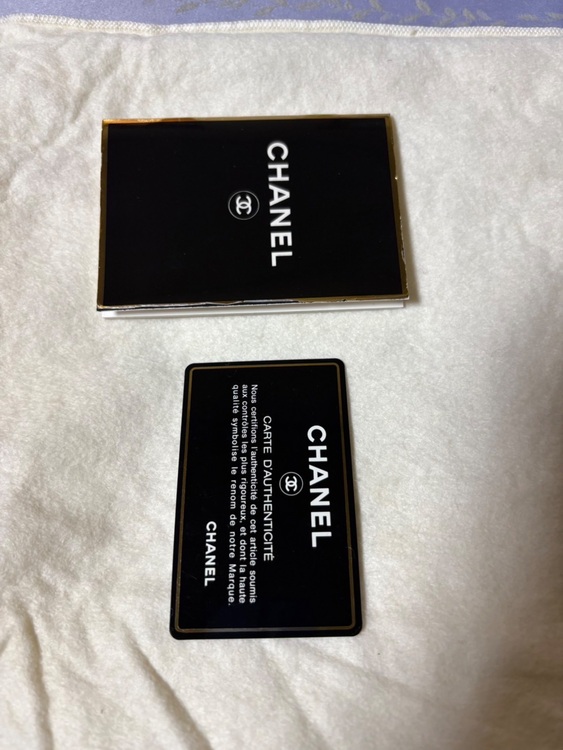 CHANEL
CHANEL
CARTE D'AUTHENTICITÉ
Nous certifions l'authenticité de cet article soumis
aux contrôles les plus rigoureux, et dont la haute
qualité symbolise le renom de notre Marque.
CHANEL